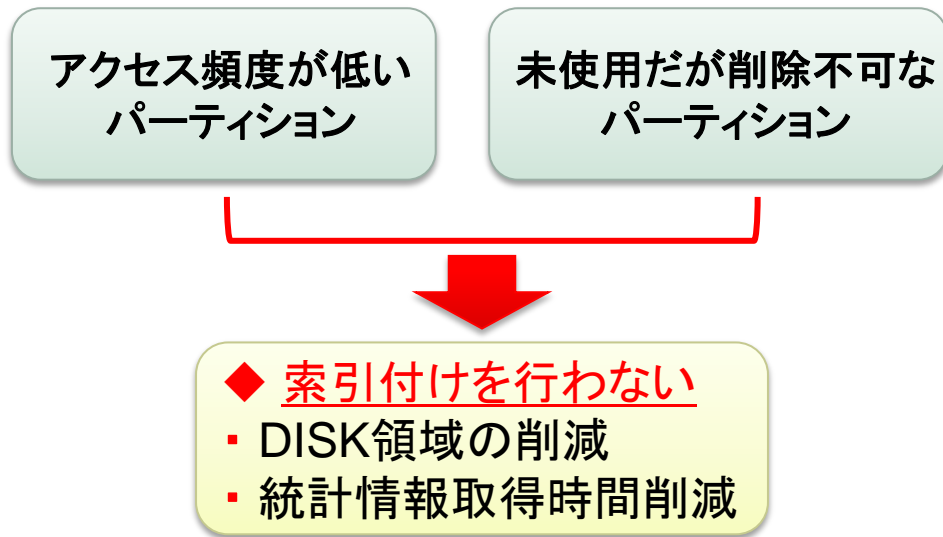 アクセス頻度が低い
パーティション
未使用だが削除不可な
パーティション
◆ 索引付けを行わない
▪ DISK領域の削減
▪ 統計情報取得時間削減